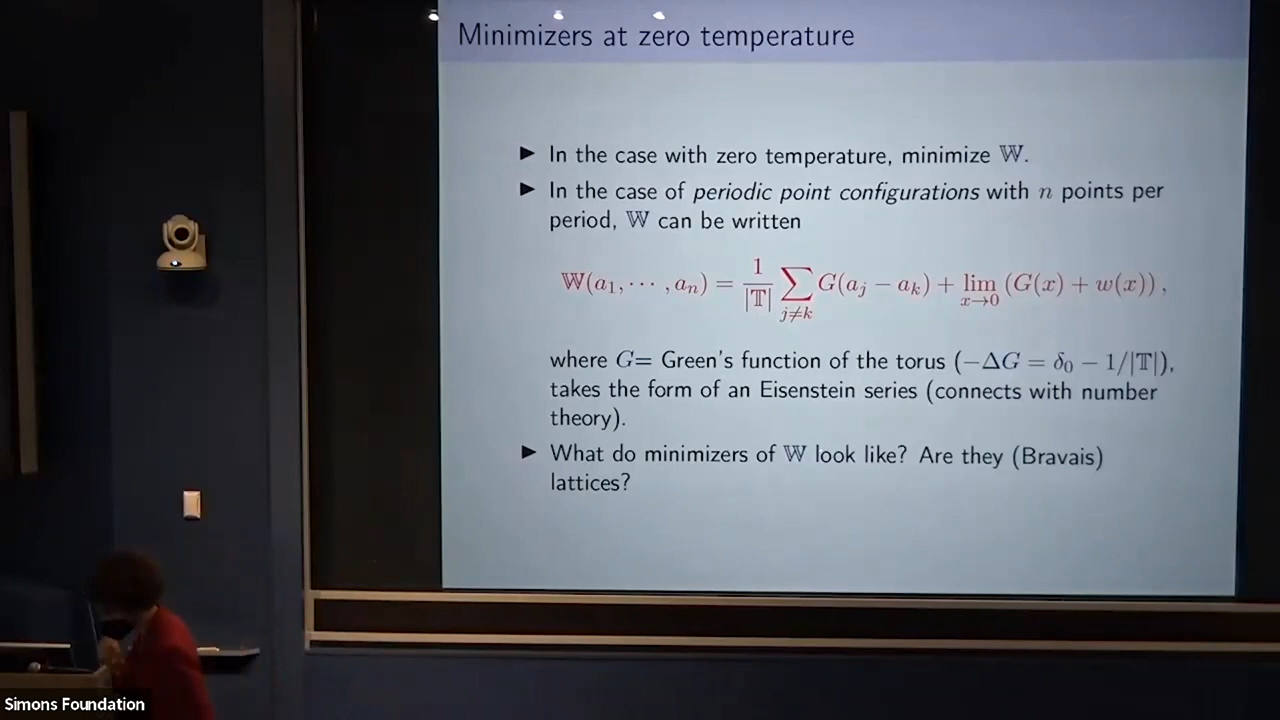 Minimizers at zero temperature
▶ In the case with zero temperature, minimize 𝕎.
▶ In the case of periodic point configurations with n points per
period, 𝕎 can be written
𝕎(a₁, ⋯ , aₙ) = 1/|𝕋| ∑_{j≠k} G(aⱼ − aₖ) + lim_{x→0} (G(x) + w(x)) ,
where G= Green's function of the torus (−ΔG = δ₀ − 1/|𝕋|),
takes the form of an Eisenstein series (connects with number
theory).
▶ What do minimizers of 𝕎 look like? Are they (Bravais)
lattices?
Simons Foundation